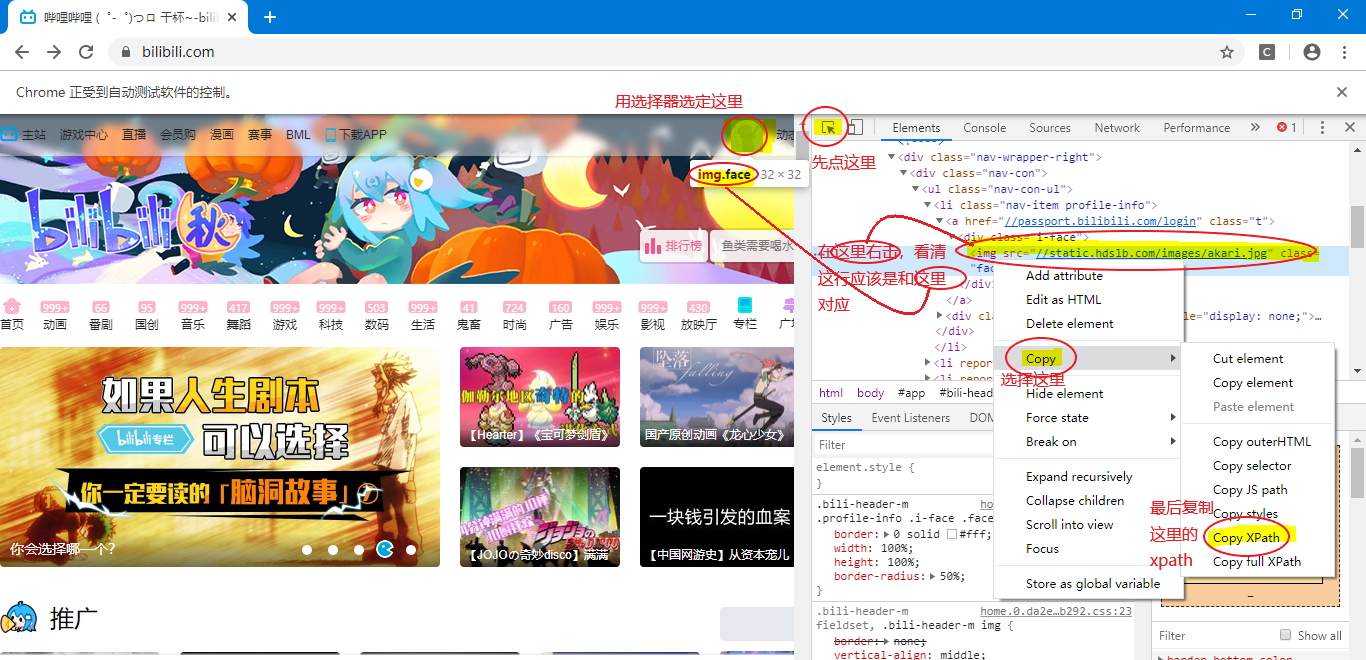 哔哩哔哩 ( ゜- ゜)つロ 干杯~-bili
bilibili.com
Chrome 正受到自动测试软件的控制。
用选择器选定这里
主站 游戏中心 直播 会员购 漫画 赛事 BML 下载APP
img.face 32 × 32
bilibili 秋
排行榜
鱼类需要喝水
首页
999+ 动画
66 番剧
95 国创
999+ 音乐
417 舞蹈
999+ 游戏
999+ 科技
503 数码
999+ 生活
41 鬼畜
724 时尚
160 广告
999+ 娱乐
999+ 影视
430 放映厅
专栏
如果人生剧本
bilibili专栏 可以选择
你一定要读的「脑洞故事」
你会选择哪一个?
伽勒尔地区奇特的
【Hearter】《宝可梦剑盾》
坠落
falling
国产原创动画《龙心少女》
【JOJOの奇妙disco】满满
一块钱引发的血案
【中国网游史】从资本宠儿
推广
先点这里
Elements Console Sources Network Performance » 1
<div class="nav-wrapper-right">
<div class="nav-con">
<ul class="nav-con-ul">
<li class="nav-item profile-info">
<a href="//passport.bilibili.com/login" class="t">
<div class="i-face">
<img src="//static.hdslb.com/images/akari.jpg" class=
"fac
</div>
</a>
<div clas
="display: none;">…
</div>
</li>
<li repor
<li repor
在这里右击，看清
这行应该是和这里
对应
Add attribute
Edit as HTML
Delete element
Copy
选择这里
Hide element
Force state
Break on
Expand recursively
Collapse children
Scroll into view
Focus
Store as global variable
Cut element
Copy element
Paste element
Copy outerHTML
Copy selector
Copy JS path
Copy styles
Copy XPath
Copy full XPath
最后复制
这里的
xpath
html body #app #bili-head
Styles Event Listeners DOM
Filter
element.style {
}
.bili-header-m
.profile-info .i-face .face
border: 0 solid #fff;
width: 100%;
height: 100%;
border-radius: 50%;
}
.bili-header-m home.0.da2e…b292.css:23
fieldset, .bili-header-m img {
border: none;
vertical-align: middle;
–
Filter Show all
border-bottom-color